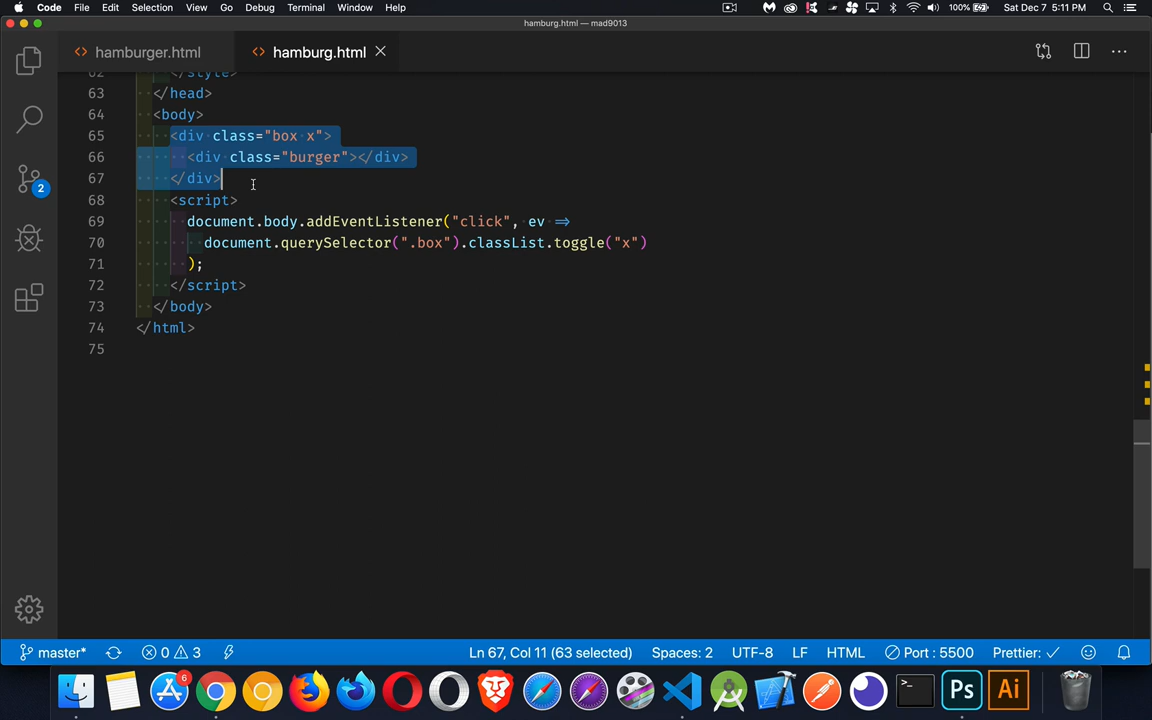 Code File Edit Selection View Go Debug Terminal Window Help 100% Sat Dec 7 5:11 PM
hamburg.html — mad9013
hamburger.html hamburg.html
62 </style>
63 </head>
64 <body>
65 <div class="box x">
66 <div class="burger"></div>
67 </div>
68 <script>
69 document.body.addEventListener("click", ev =>
70 document.querySelector(".box").classList.toggle("x")
71 );
72 </script>
73 </body>
74 </html>
75
2
master* 0 3 Ln 67, Col 11 (63 selected) Spaces: 2 UTF-8 LF HTML Port : 5500 Prettier: ✓
6
>_ Ps Ai